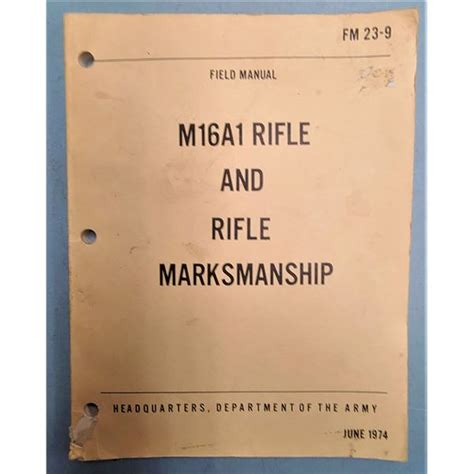 FM 23-9
FIELD MANUAL
M16A1 RIFLE
AND
RIFLE
MARKSMANSHIP
HEADQUARTERS, DEPARTMENT OF THE ARMY
JUNE 1974